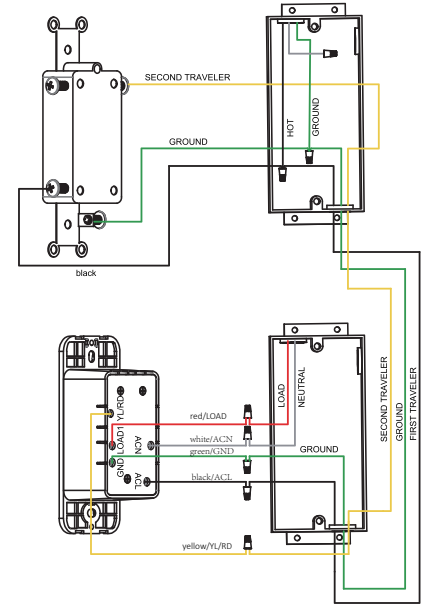 SECOND TRAVELER
GROUND
HOT
GROUND
black
YL/RD
LOAD1
GND
ACN
ACL
red/LOAD
white/ACN
green/GND
black/ACL
yellow/YL/RD
LOAD
NEUTRAL
GROUND
SECOND TRAVELER
GROUND
FIRST TRAVELER